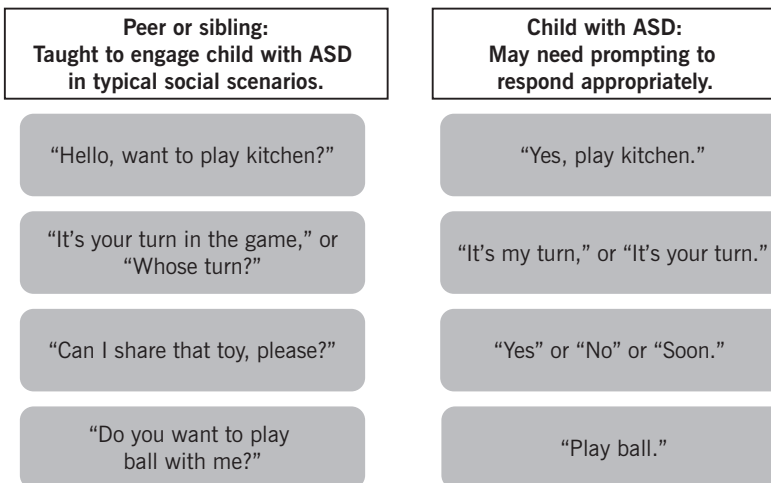 Peer or sibling:
Taught to engage child with ASD
in typical social scenarios.
Child with ASD:
May need prompting to
respond appropriately.
“Hello, want to play kitchen?”
“Yes, play kitchen.”
“It’s your turn in the game,” or
“Whose turn?”
“It’s my turn,” or “It’s your turn.”
“Can I share that toy, please?”
“Yes” or “No” or “Soon.”
“Do you want to play
ball with me?”
“Play ball.”